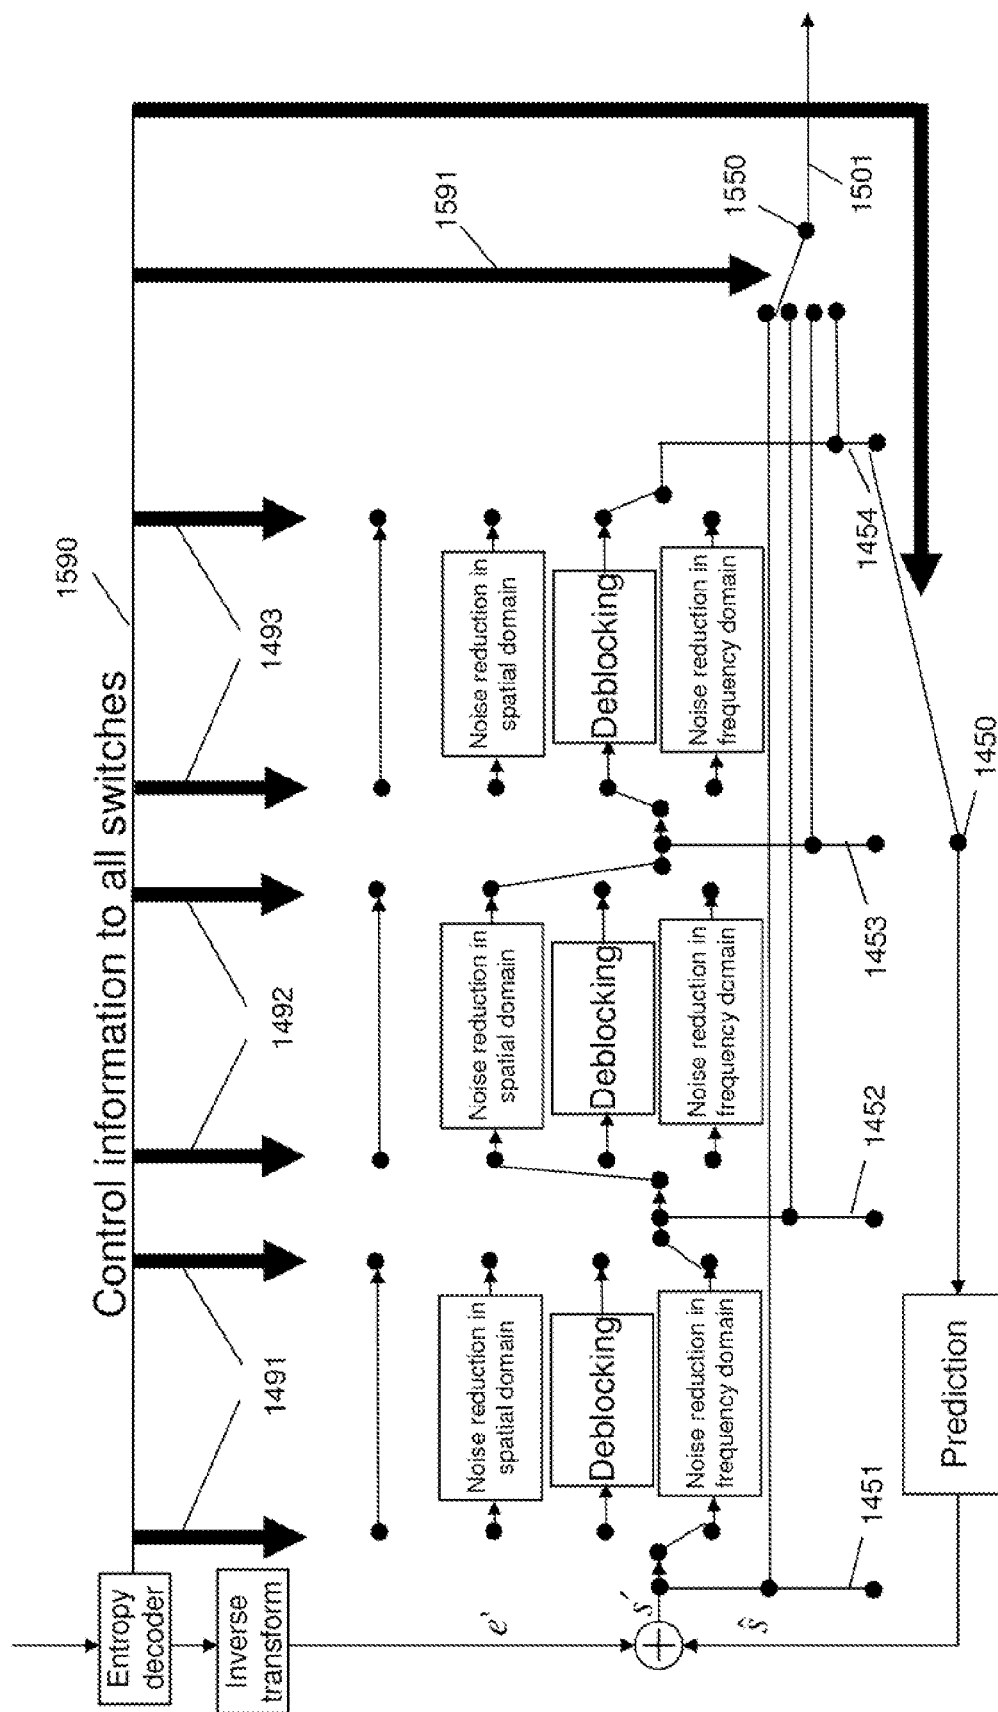 Control information to all switches
1590
Entropy
decoder
Inverse
transform
1491
1492
1493
1591
Noise reduction in
spatial domain
Deblocking
Noise reduction in
frequency domain
Noise reduction in
spatial domain
Deblocking
Noise reduction in
frequency domain
Noise reduction in
spatial domain
Deblocking
Noise reduction in
frequency domain
e'
s'
ŝ
+
1550
1501
1451
1452
1453
1454
1450
Prediction